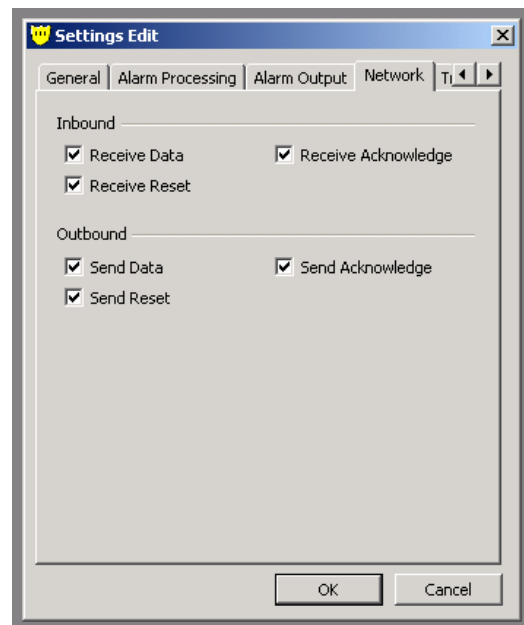 Settings Edit
General Alarm Processing Alarm Output Network
Inbound
Receive Data Receive Acknowledge
Receive Reset
Outbound
Send Data Send Acknowledge
Send Reset
OK Cancel